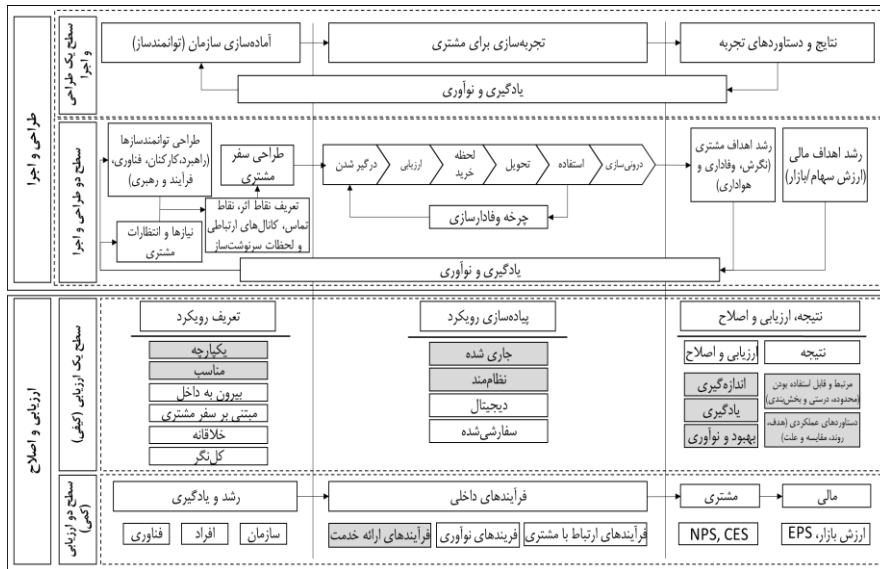 طراحی و اجرا
سطح یک طراحی
و اجرا
آماده‌سازی سازمان (توانمندساز)
تجربه‌سازی برای مشتری
نتایج و دستاوردهای تجربه
یادگیری و نوآوری
سطح دو طراحی و اجرا
طراحی توانمندسازها
(راهبرد،کارکنان، فناوری،
فرآیند و رهبری)
طراحی سفر
مشتری
نیازها و انتظارات
مشتری
تعریف نقاط اثر، نقاط
تماس، کانال‌های ارتباطی
و لحظات سرنوشت‌ساز
درگیر شدن
ارزیابی
لحظه
خرید
تحویل
استفاده
درونی‌سازی
چرخه وفادارسازی
رشد اهداف مشتری
(نگرش، وفاداری و
هواداری)
رشد اهداف مالی
(ارزش سهام/بازار)
یادگیری و نوآوری
ارزیابی و اصلاح
سطح یک ارزیابی (کیفی)
تعریف رویکرد
یکپارچه
مناسب
بیرون به داخل
مبتنی بر سفر مشتری
خلاقانه
کل‌نگر
پیاده‌سازی رویکرد
جاری شده
نظام‌مند
دیجیتال
سفارشی‌شده
نتیجه، ارزیابی و اصلاح
ارزیابی و اصلاح
نتیجه
اندازه‌گیری
یادگیری
بهبود و نوآوری
مرتبط و قابل استفاده بودن
(محدوده، درستی و بخش‌بندی)
دستاوردهای عملکردی (هدف،
روند، مقایسه و علت)
سطح دو ارزیابی
(کمی)
رشد و یادگیری
فرآیندهای داخلی
مشتری
مالی
فناوری
افراد
سازمان
فرآیندهای ارائه خدمت
فریندهای نوآوری
فرآیندهای ارتباط با مشتری
NPS, CES
ارزش بازار، EPS